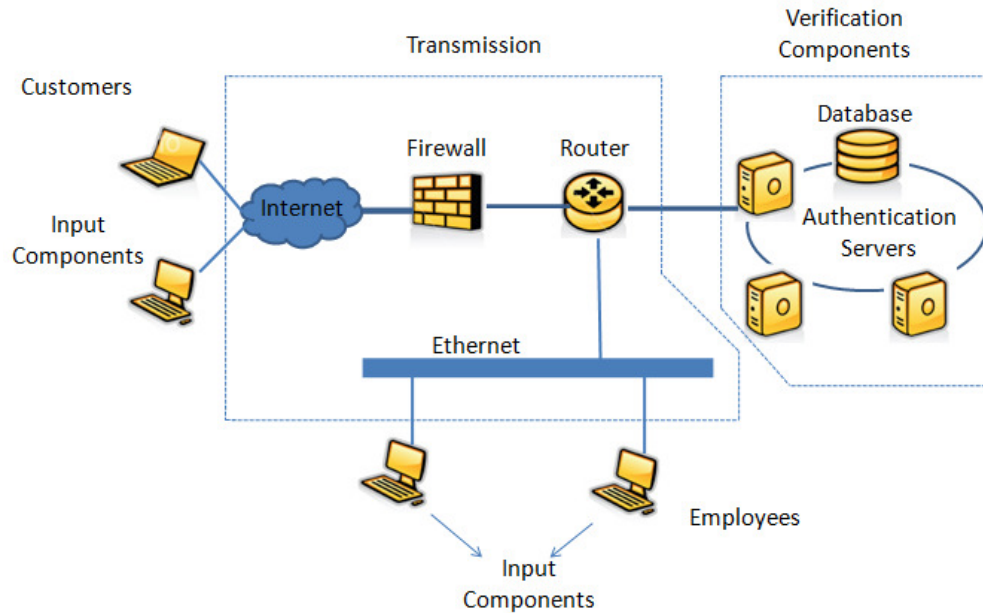 Transmission
Verification
Components
Customers
Database
Firewall
Router
Internet
Input
Components
Authentication
Servers
Ethernet
Employees
Input
Components